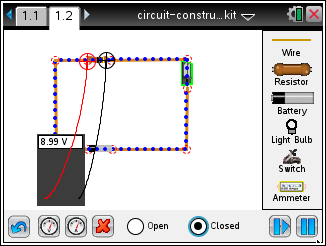 1.1
1.2
circuit-constru...kit
Wire
Resistor
Battery
Light Bulb
Switch
Ammeter
8.99 V
Open
Closed